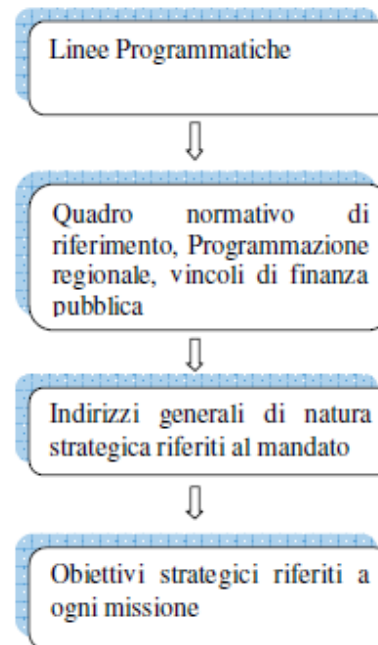 Linee Programmatiche
Quadro normativo di
riferimento, Programmazione
regionale, vincoli di finanza
pubblica
Indirizzi generali di natura
strategica riferiti al mandato
Obiettivi strategici riferiti a
ogni missione